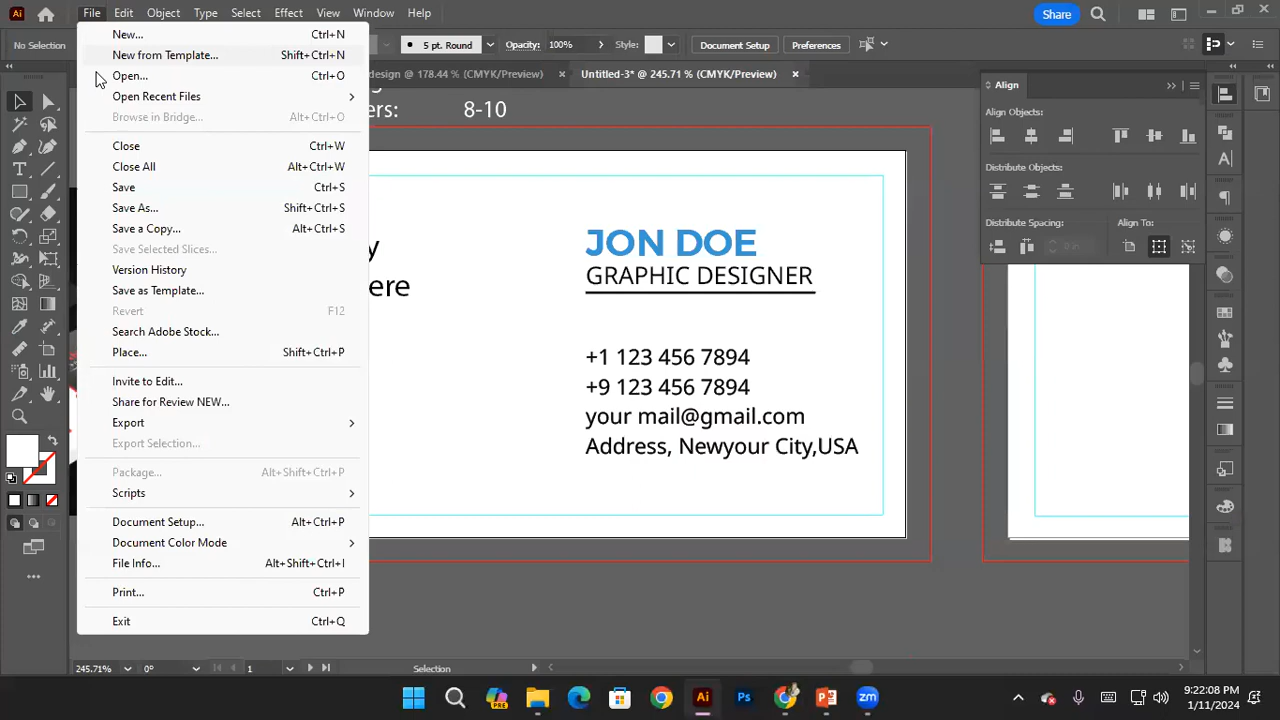 File Edit Object Type Select Effect View Window Help
Share
No Selection
5 pt. Round
Opacity: 100%
Style:
Document Setup
Preferences
design @ 178.44 % (CMYK/Preview)
Untitled-3* @ 245.71 % (CMYK/Preview)
New... Ctrl+N
New from Template... Shift+Ctrl+N
Open... Ctrl+O
Open Recent Files
Browse in Bridge... Alt+Ctrl+O
Close Ctrl+W
Close All Alt+Ctrl+W
Save Ctrl+S
Save As... Shift+Ctrl+S
Save a Copy... Alt+Ctrl+S
Save Selected Slices...
Version History
Save as Template...
Revert F12
Search Adobe Stock...
Place... Shift+Ctrl+P
Invite to Edit...
Share for Review NEW...
Export
Export Selection...
Package... Alt+Shift+Ctrl+P
Scripts
Document Setup... Alt+P
Document Color Mode
File Info... Alt+Shift+Ctrl+I
Print... Ctrl+P
Exit Ctrl+Q
ers: 8-10
y
ere
JON DOE
GRAPHIC DESIGNER
+1 123 456 7894
+9 123 456 7894
your mail@gmail.com
Address, Newyour City,USA
Align
Align Objects:
Distribute Objects:
Distribute Spacing:
Align To:
0 in
245.71%
0°
1
Selection
9:22:08 PM
1/11/2024